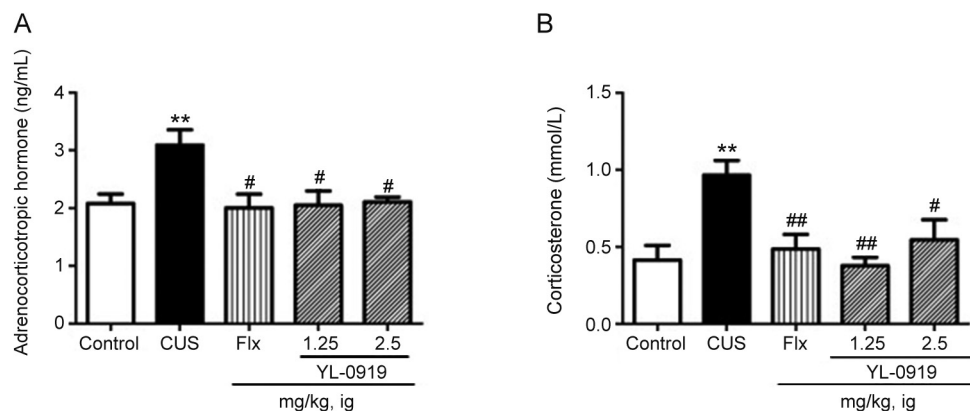 A
Adrenocorticotropic hormone (ng/mL)
4
3
2
1
0
**
#
#
#
Control CUS Flx 1.25 2.5
YL-0919
mg/kg, ig
B
Corticosterone (mmol/L)
1.5
1.0
0.5
0.0
**
##
##
#
Control CUS Flx 1.25 2.5
YL-0919
mg/kg, ig